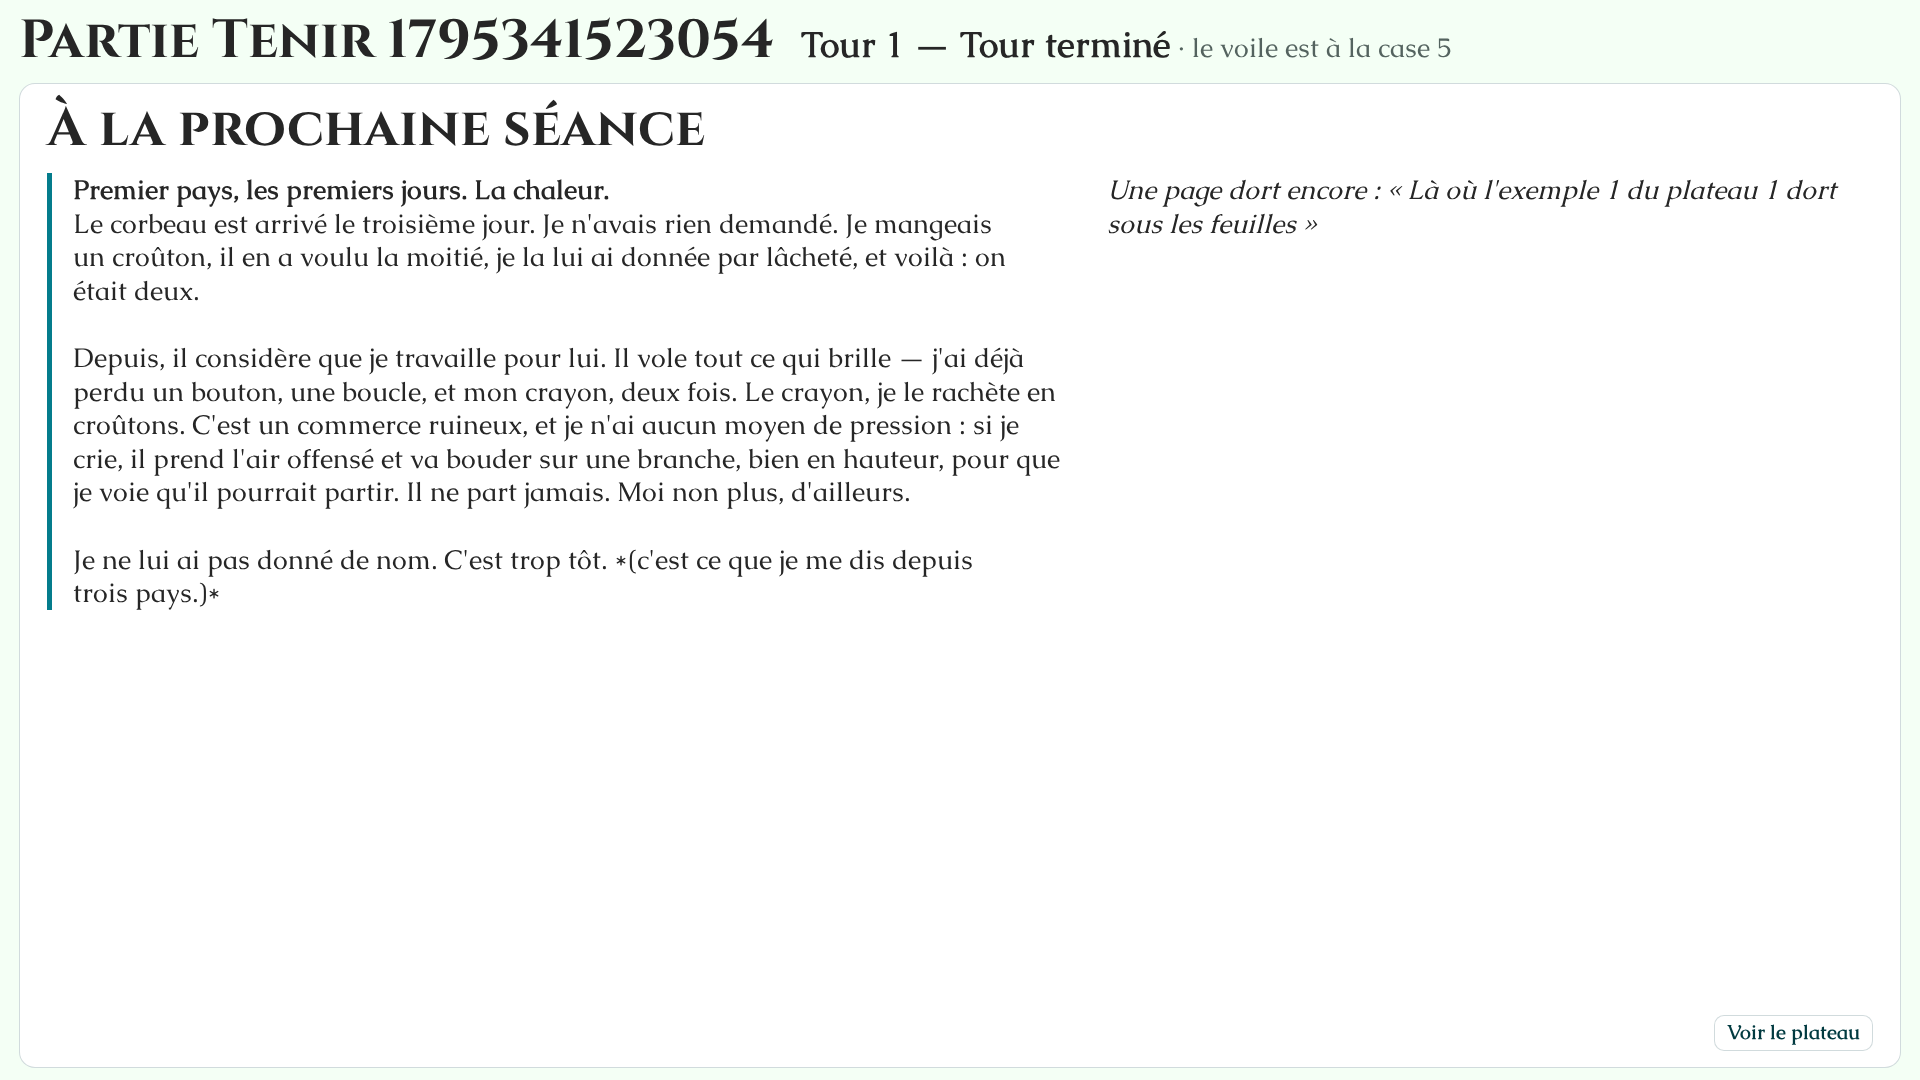 Partie Tenir 1795341523054 Tour 1 — Tour terminé · le voile est à la case 5
À la prochaine séance
Premier pays, les premiers jours. La chaleur.
Le corbeau est arrivé le troisième jour. Je n'avais rien demandé. Je mangeais
un croûton, il en a voulu la moitié, je la lui ai donnée par lâcheté, et voilà : on
était deux.
Depuis, il considère que je travaille pour lui. Il vole tout ce qui brille — j'ai déjà
perdu un bouton, une boucle, et mon crayon, deux fois. Le crayon, je le rachète en
croûtons. C'est un commerce ruineux, et je n'ai aucun moyen de pression : si je
crie, il prend l'air offensé et va bouder sur une branche, bien en hauteur, pour que
je voie qu'il pourrait partir. Il ne part jamais. Moi non plus, d'ailleurs.
Je ne lui ai pas donné de nom. C'est trop tôt. *(c'est ce que je me dis depuis
trois pays.)*
Une page dort encore : « Là où l'exemple 1 du plateau 1 dort
sous les feuilles »
Voir le plateau